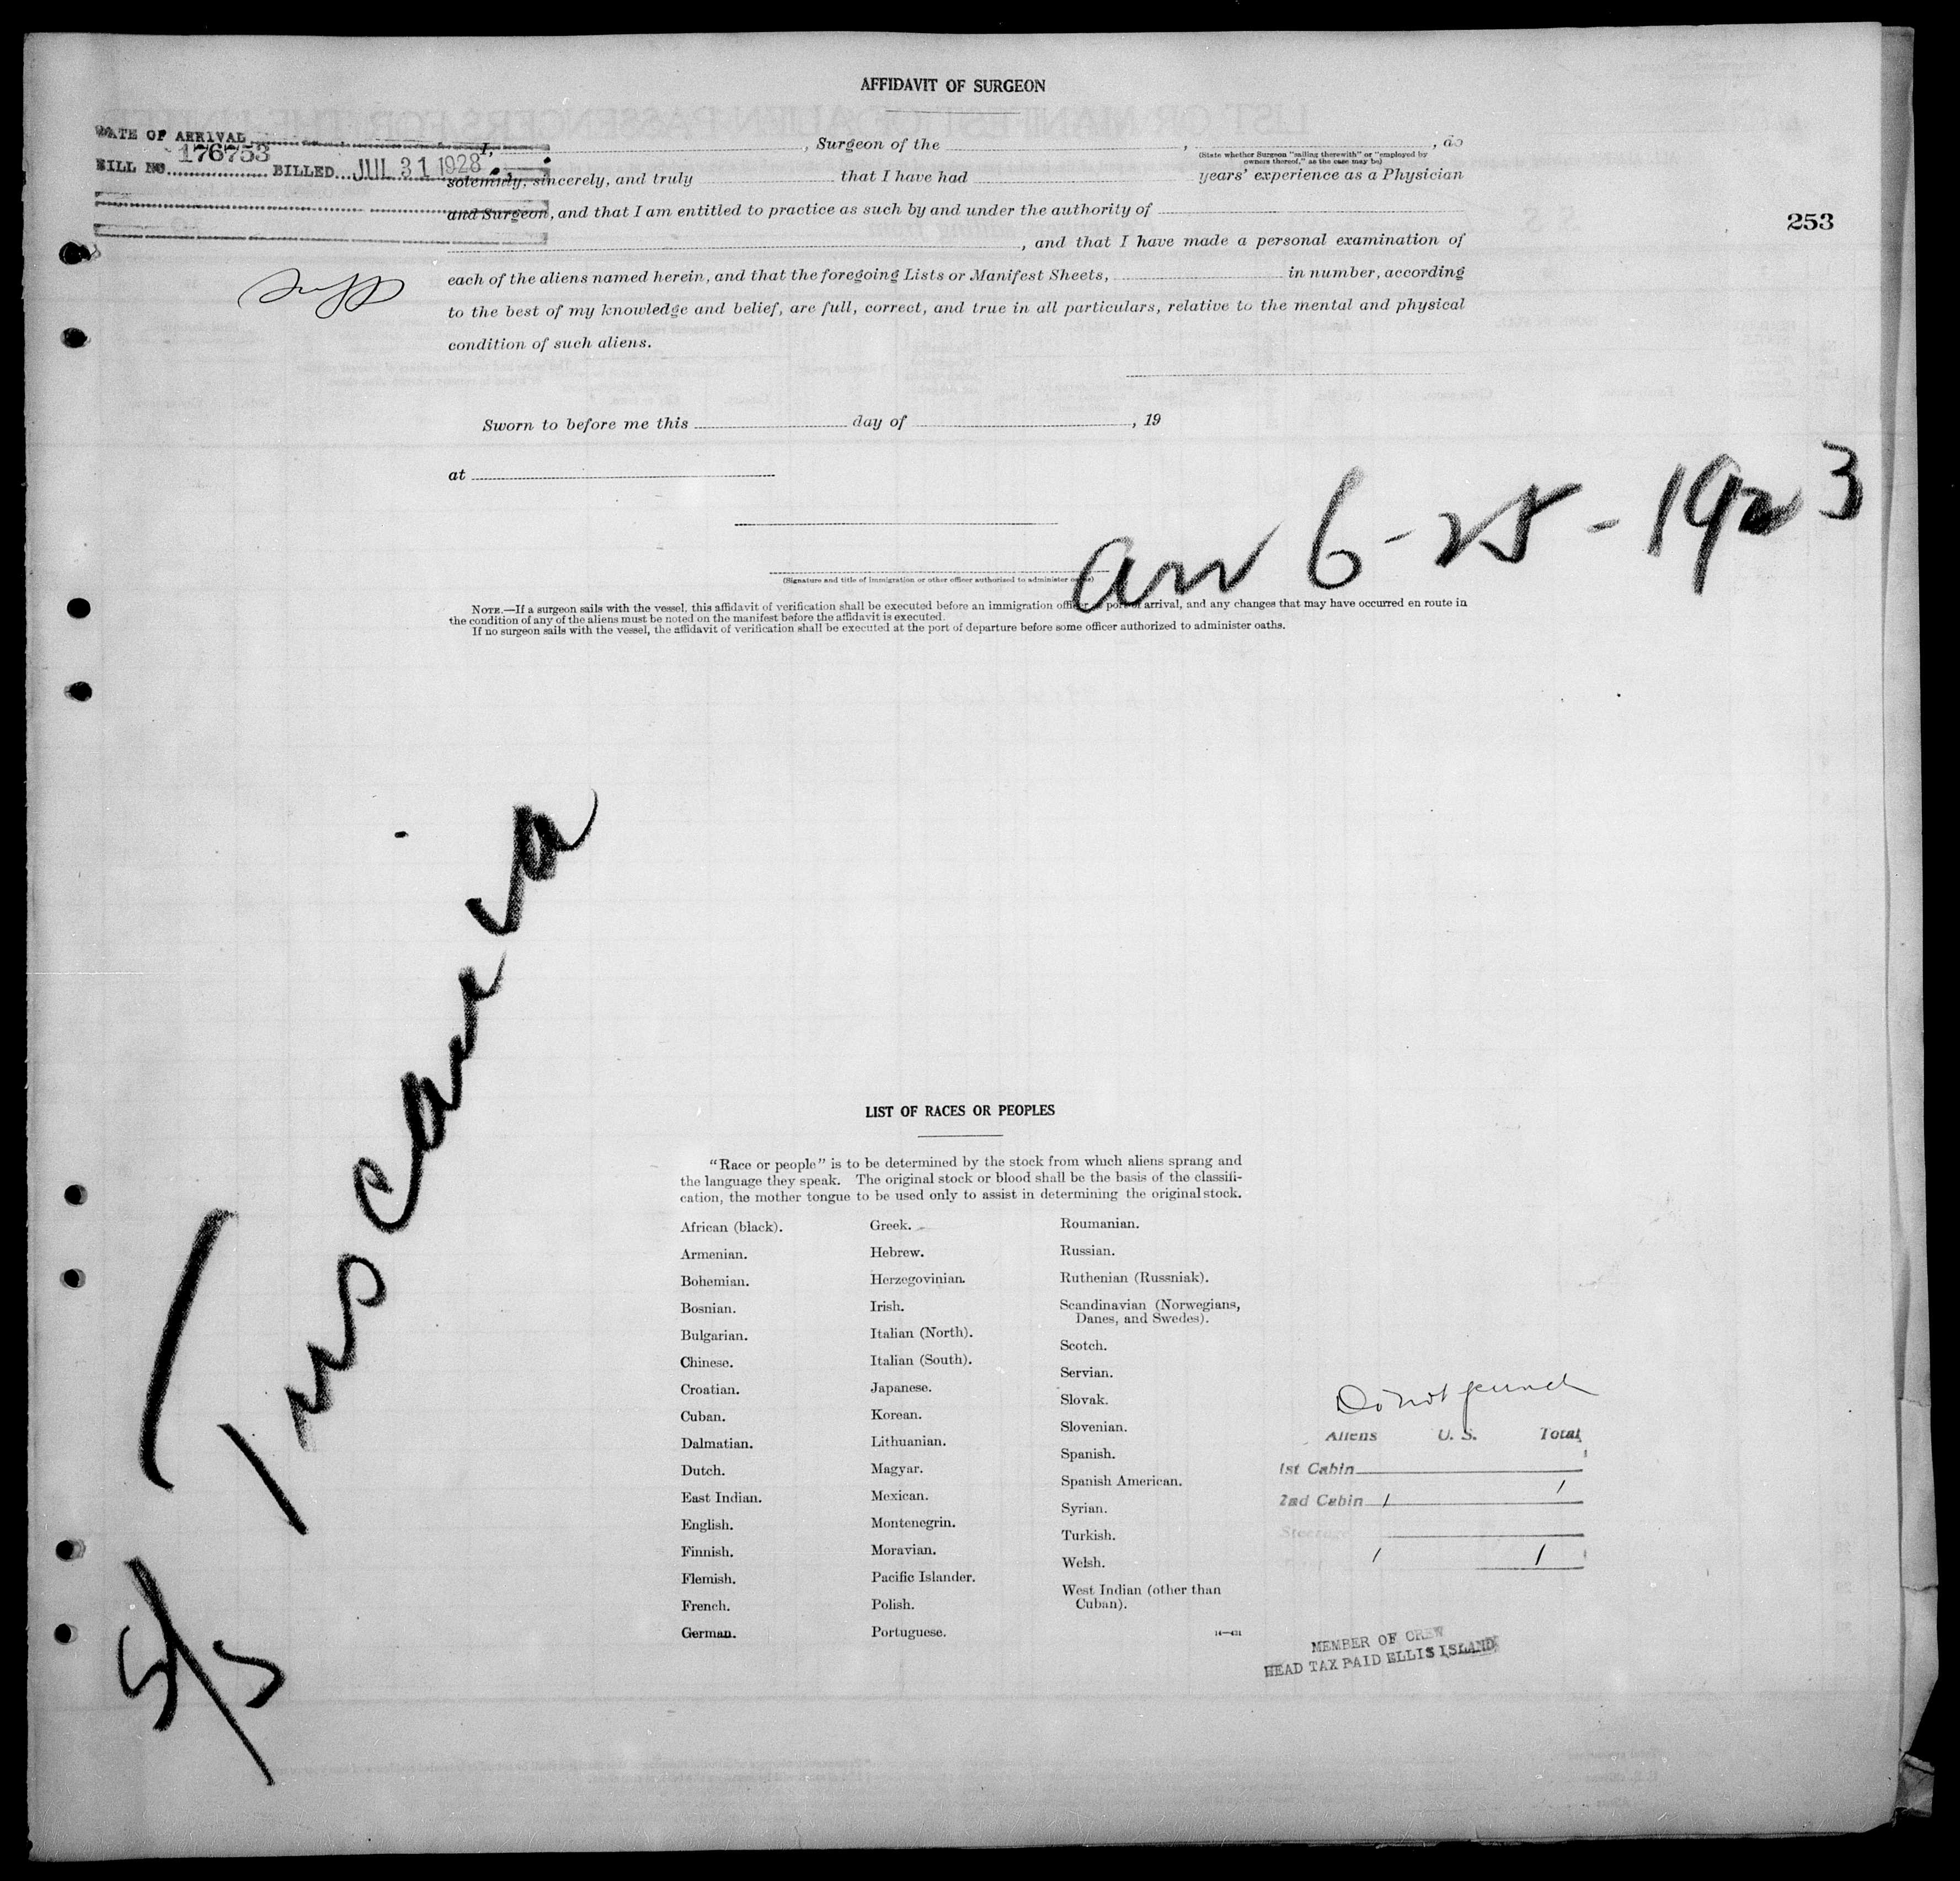 AFFIDAVIT OF SURGEON
DATE OF ARRIVAL
BILL NO. 176753 BILLED JUL 31 1928
I, , Surgeon of the , , do
(State whether Surgeon "sailing therewith" or "employed by owners thereof," as the case may be)
solemnly, sincerely, and truly that I have had years' experience as a Physician
and Surgeon, and that I am entitled to practice as such by and under the authority of
, and that I have made a personal examination of
253
each of the aliens named herein, and that the foregoing Lists or Manifest Sheets, in number, according
Supp
to the best of my knowledge and belief, are full, correct, and true in all particulars, relative to the mental and physical
condition of such aliens.
Sworn to before me this day of , 19
at
arr 6-25-1923
(Signature and title of immigration or other officer authorized to administer oaths)
NOTE.—If a surgeon sails with the vessel, this affidavit of verification shall be executed before an immigration officer port of arrival, and any changes that may have occurred en route in
the condition of any of the aliens must be noted on the manifest before the affidavit is executed.
If no surgeon sails with the vessel, the affidavit of verification shall be executed at the port of departure before some officer authorized to administer oaths.
S/S Tuscania
LIST OF RACES OR PEOPLES
"Race or people" is to be determined by the stock from which aliens sprang and
the language they speak. The original stock or blood shall be the basis of the classifi-
cation, the mother tongue to be used only to assist in determining the original stock.
African (black).
Armenian.
Bohemian.
Bosnian.
Bulgarian.
Chinese.
Croatian.
Cuban.
Dalmatian.
Dutch.
East Indian.
English.
Finnish.
Flemish.
French.
German.
Greek.
Hebrew.
Herzegovinian.
Irish.
Italian (North).
Italian (South).
Japanese.
Korean.
Lithuanian.
Magyar.
Mexican.
Montenegrin.
Moravian.
Pacific Islander.
Polish.
Portuguese.
Roumanian.
Russian.
Ruthenian (Russniak).
Scandinavian (Norwegians,
Danes, and Swedes).
Scotch.
Servian.
Slovak.
Slovenian.
Spanish.
Spanish American.
Syrian.
Turkish.
Welsh.
West Indian (other than
Cuban).
14—431
Do not punch
Aliens U. S. Total
1st Cabin
2nd Cabin 1 1
Steerage
Total 1 1
MEMBER OF CREW
HEAD TAX PAID ELLIS ISLAND